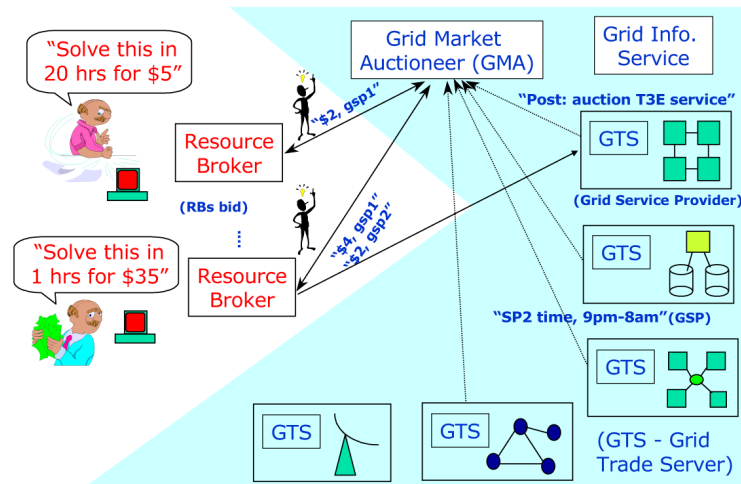 “Solve this in
20 hrs for $5”
Grid Market
Auctioneer (GMA)
Grid Info.
Service
“$2, gsp1”
“Post: auction T3E service”
Resource
Broker
GTS
(RBs bid)
(Grid Service Provider)
“Solve this in
1 hrs for $35”
“$4, gsp1”
“$2, gsp2”
Resource
Broker
GTS
“SP2 time, 9pm-8am” (GSP)
GTS
GTS
GTS
(GTS - Grid
Trade Server)